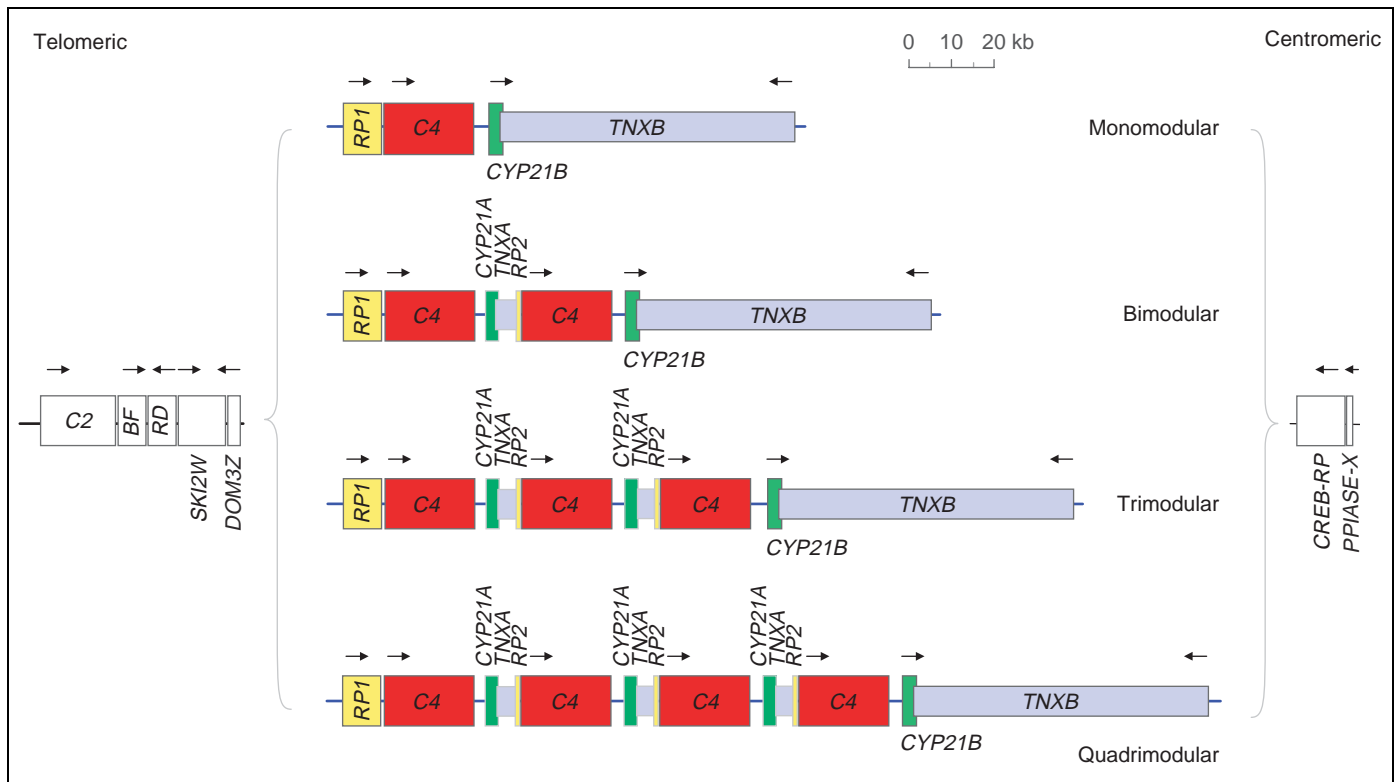 Telomeric
0 10 20 kb
Centromeric
RP1 C4 TNXB
CYP21B
Monomodular
CYP21A TNXA RP2
RP1 C4 C4 TNXB
CYP21B
Bimodular
C2 BF RD
SKI2W DOM3Z
CYP21A TNXA RP2 CYP21A TNXA RP2
RP1 C4 C4 C4 TNXB
CYP21B
Trimodular
CREB-RP PPIASE-X
CYP21A TNXA RP2 CYP21A TNXA RP2 CYP21A TNXA RP2
RP1 C4 C4 C4 C4 TNXB
CYP21B
Quadrimodular